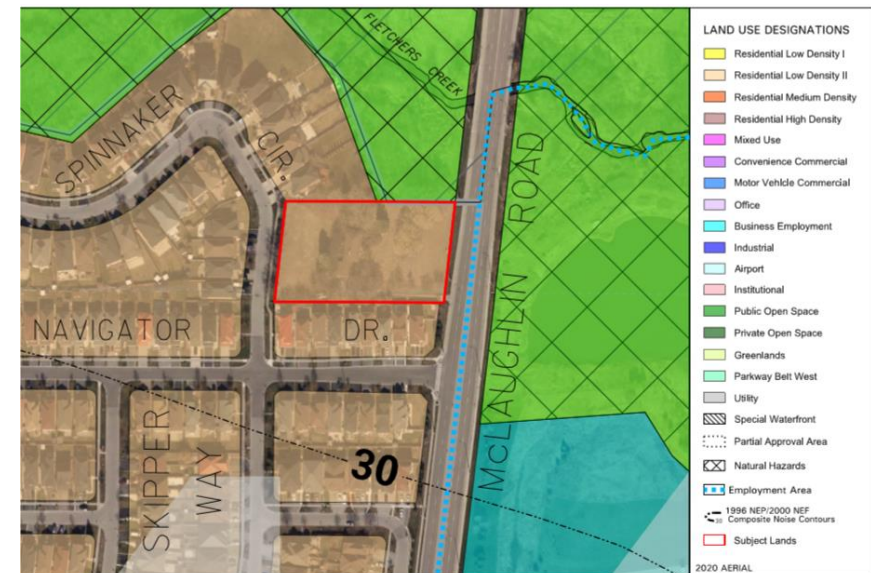 FLETCHERS CREEK
SPINNAKER
CIR.
McLAUGHLIN ROAD
NAVIGATOR DR.
SKIPPER WAY
30
LAND USE DESIGNATIONS
Residential Low Density I
Residential Low Density II
Residential Medium Density
Residential High Density
Mixed Use
Convenience Commercial
Motor Vehicle Commercial
Office
Business Employment
Industrial
Airport
Institutional
Public Open Space
Private Open Space
Greenlands
Parkway Belt West
Utility
Special Waterfront
Partial Approval Area
Natural Hazards
Employment Area
30
1996 NEP/2000 NEF
Composite Noise Contours
Subject Lands
2020 AERIAL